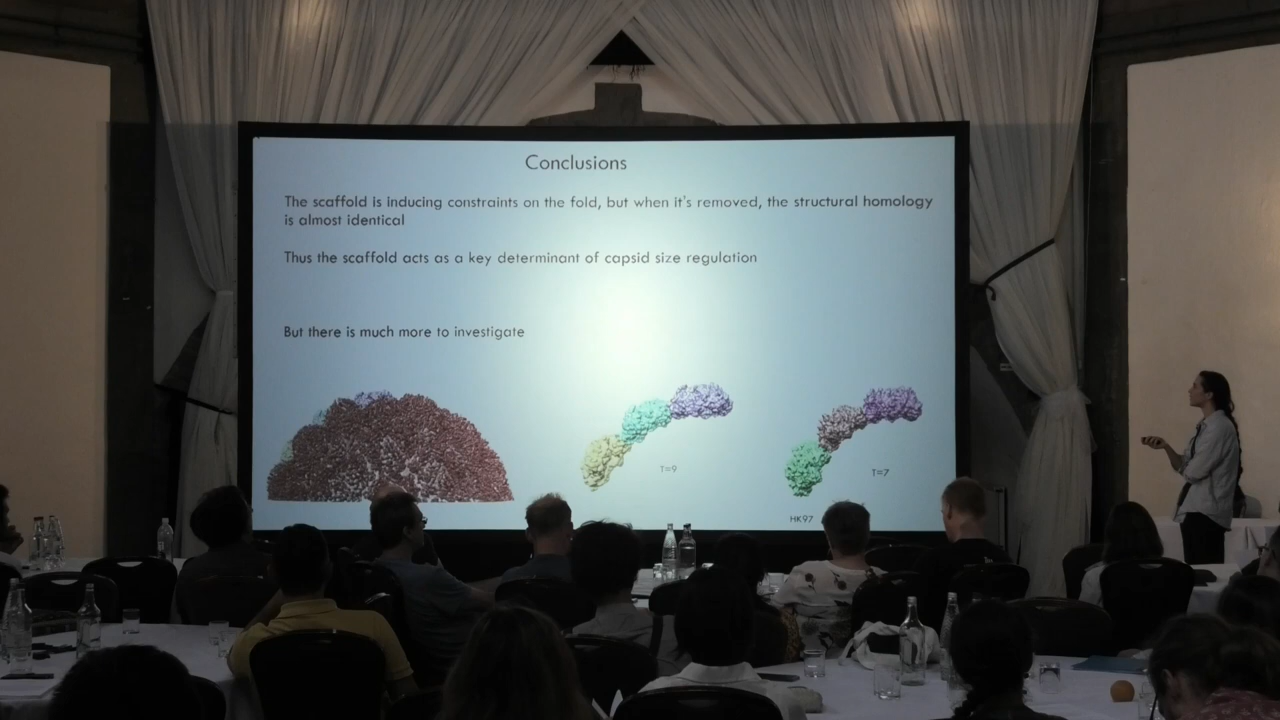 Conclusions
The scaffold is inducing constraints on the fold, but when it's removed, the structural homology
is almost identical
Thus the scaffold acts as a key determinant of capsid size regulation
But there is much more to investigate
T=9
T=7
HK97